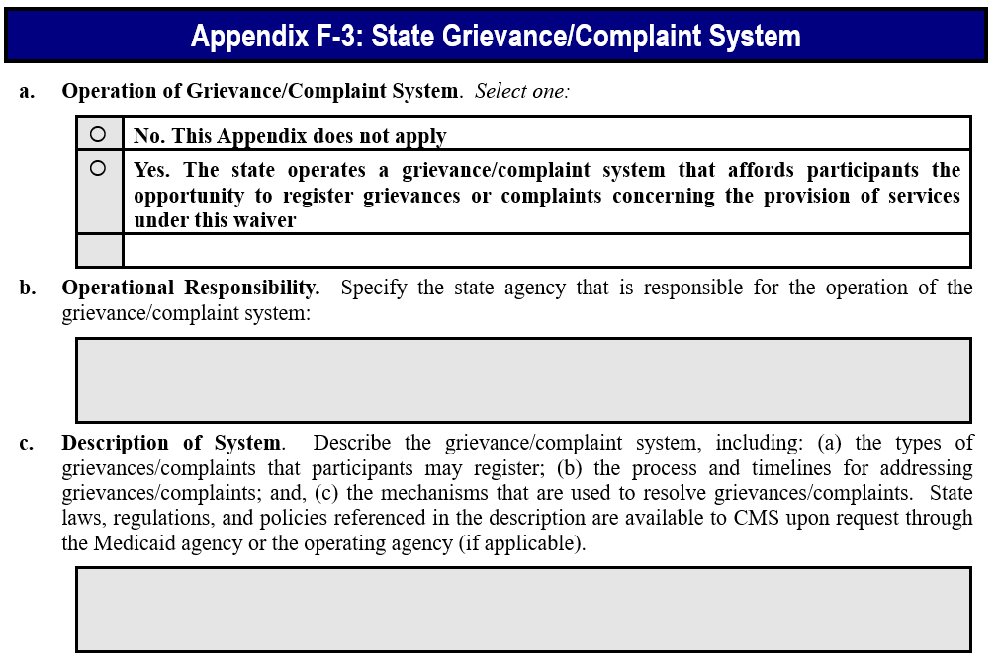 Appendix F-3: State Grievance/Complaint System
a. Operation of Grievance/Complaint System. Select one:
No. This Appendix does not apply
Yes. The state operates a grievance/complaint system that affords participants the
opportunity to register grievances or complaints concerning the provision of services
under this waiver
b. Operational Responsibility. Specify the state agency that is responsible for the operation of the
grievance/complaint system:
c. Description of System. Describe the grievance/complaint system, including: (a) the types of
grievances/complaints that participants may register; (b) the process and timelines for addressing
grievances/complaints; and, (c) the mechanisms that are used to resolve grievances/complaints. State
laws, regulations, and policies referenced in the description are available to CMS upon request through
the Medicaid agency or the operating agency (if applicable).